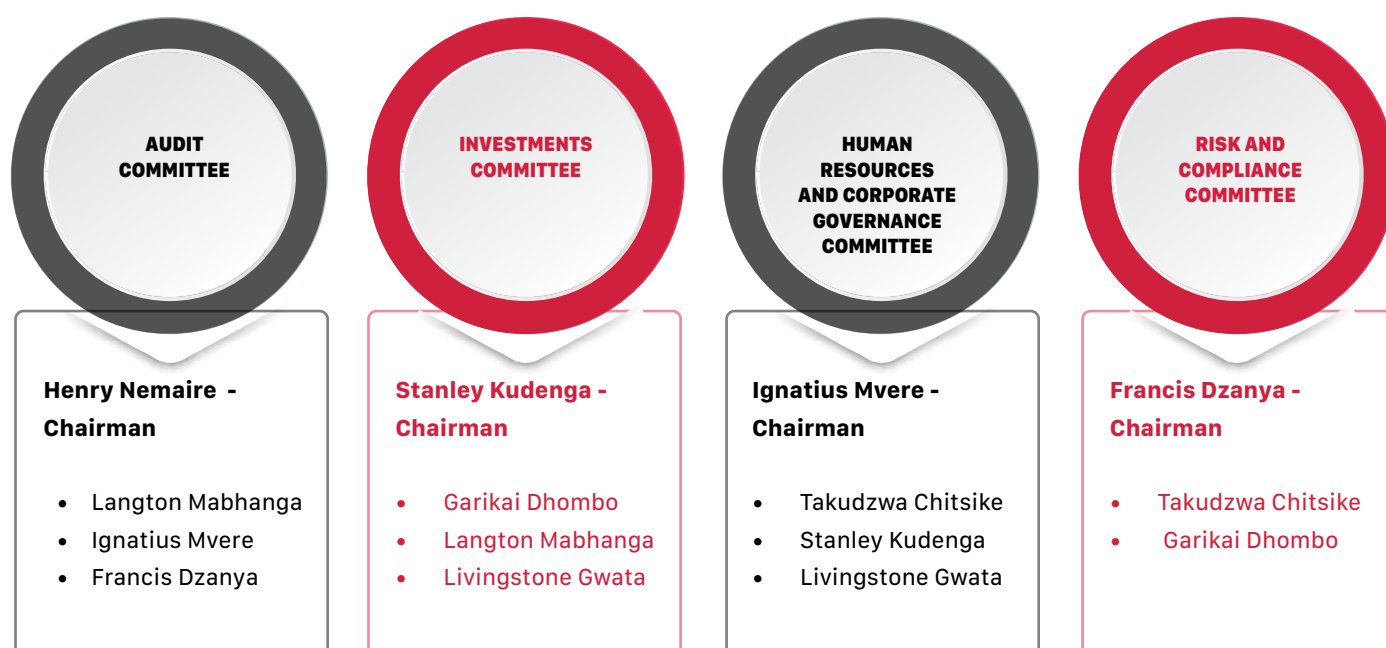 AUDIT
COMMITTEE
Henry Nemaire -
Chairman
• Langton Mabhanga
• Ignatius Mvere
• Francis Dzanya
INVESTMENTS
COMMITTEE
Stanley Kudenga -
Chairman
• Garikai Dhombo
• Langton Mabhanga
• Livingstone Gwata
HUMAN
RESOURCES
AND CORPORATE
GOVERNANCE
COMMITTEE
Ignatius Mvere -
Chairman
• Takudzwa Chitsike
• Stanley Kudenga
• Livingstone Gwata
RISK AND
COMPLIANCE
COMMITTEE
Francis Dzanya -
Chairman
• Takudzwa Chitsike
• Garikai Dhombo